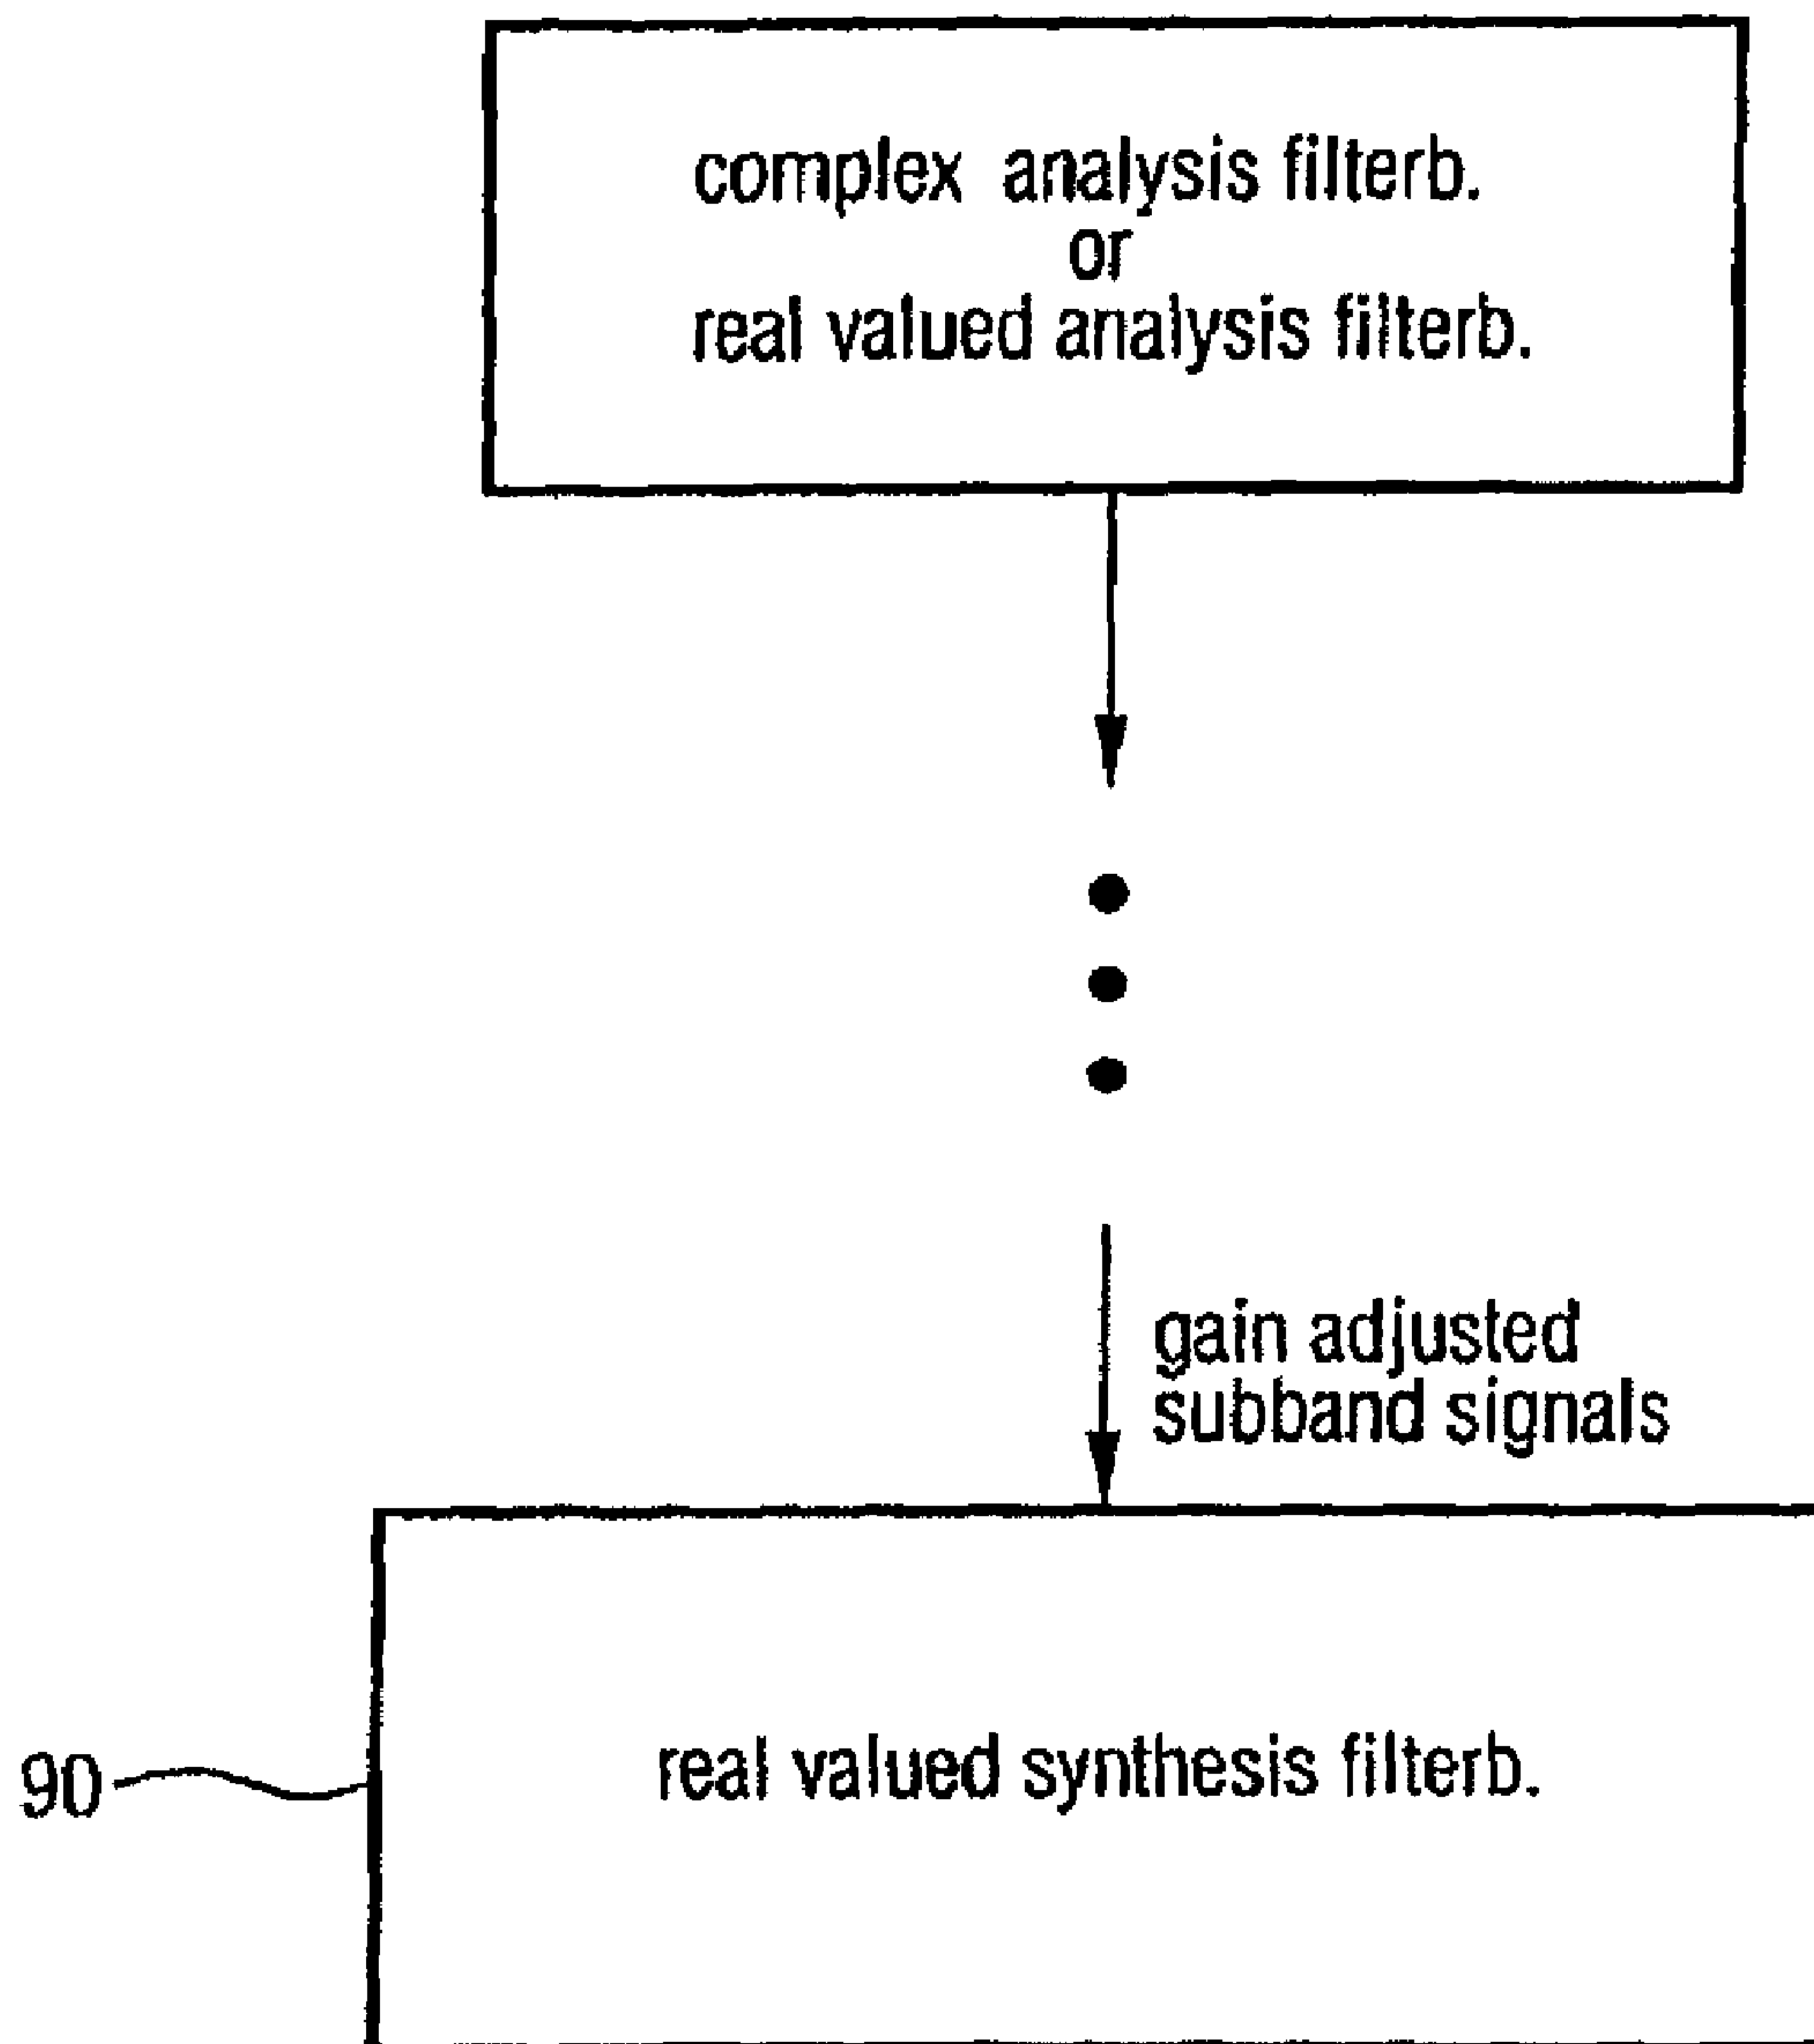 complex analysis filterb.
or
real valued analysis filterb.
gain adjusted
subband signals
real valued synthesis filterb.
90